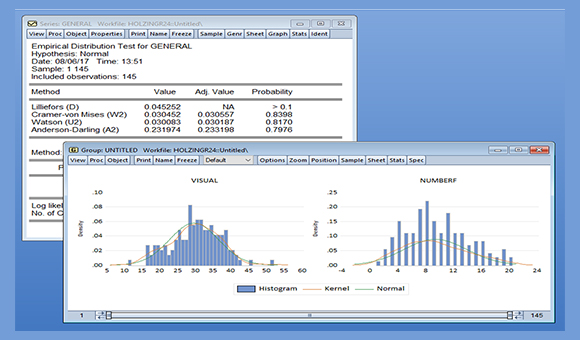 Series: GENERAL Workfile: HOLZINGR24::Untitled\
View Proc Object Properties Print Name Freeze Sample Genr Sheet Graph Stats Ident
Empirical Distribution Test for GENERAL
Hypothesis: Normal
Date: 08/06/17 Time: 13:51
Sample: 1 145
Included observations: 145
Method Value Adj. Value Probability
Lilliefors (D) 0.045252 NA > 0.1
Cramer-von Mises (W2) 0.030452 0.030557 0.8398
Watson (U2) 0.030083 0.030187 0.8170
Anderson-Darling (A2) 0.231974 0.233198 0.7976
Method:
P
Log likel
No. of C
Group: UNTITLED Workfile: HOLZINGR24::Untitled\
View Proc Object Print Name Freeze Default Options Zoom Position Sample Sheet Stats Spec
VISUAL NUMBERF
.10 .25
.08 .20
.06 .15
.04 .10
.02 .05
.00 .00
Density Density
5 10 15 20 25 30 35 40 45 50 55 60 -4 0 4 8 12 16 20 24
Histogram Kernel Normal
1 145